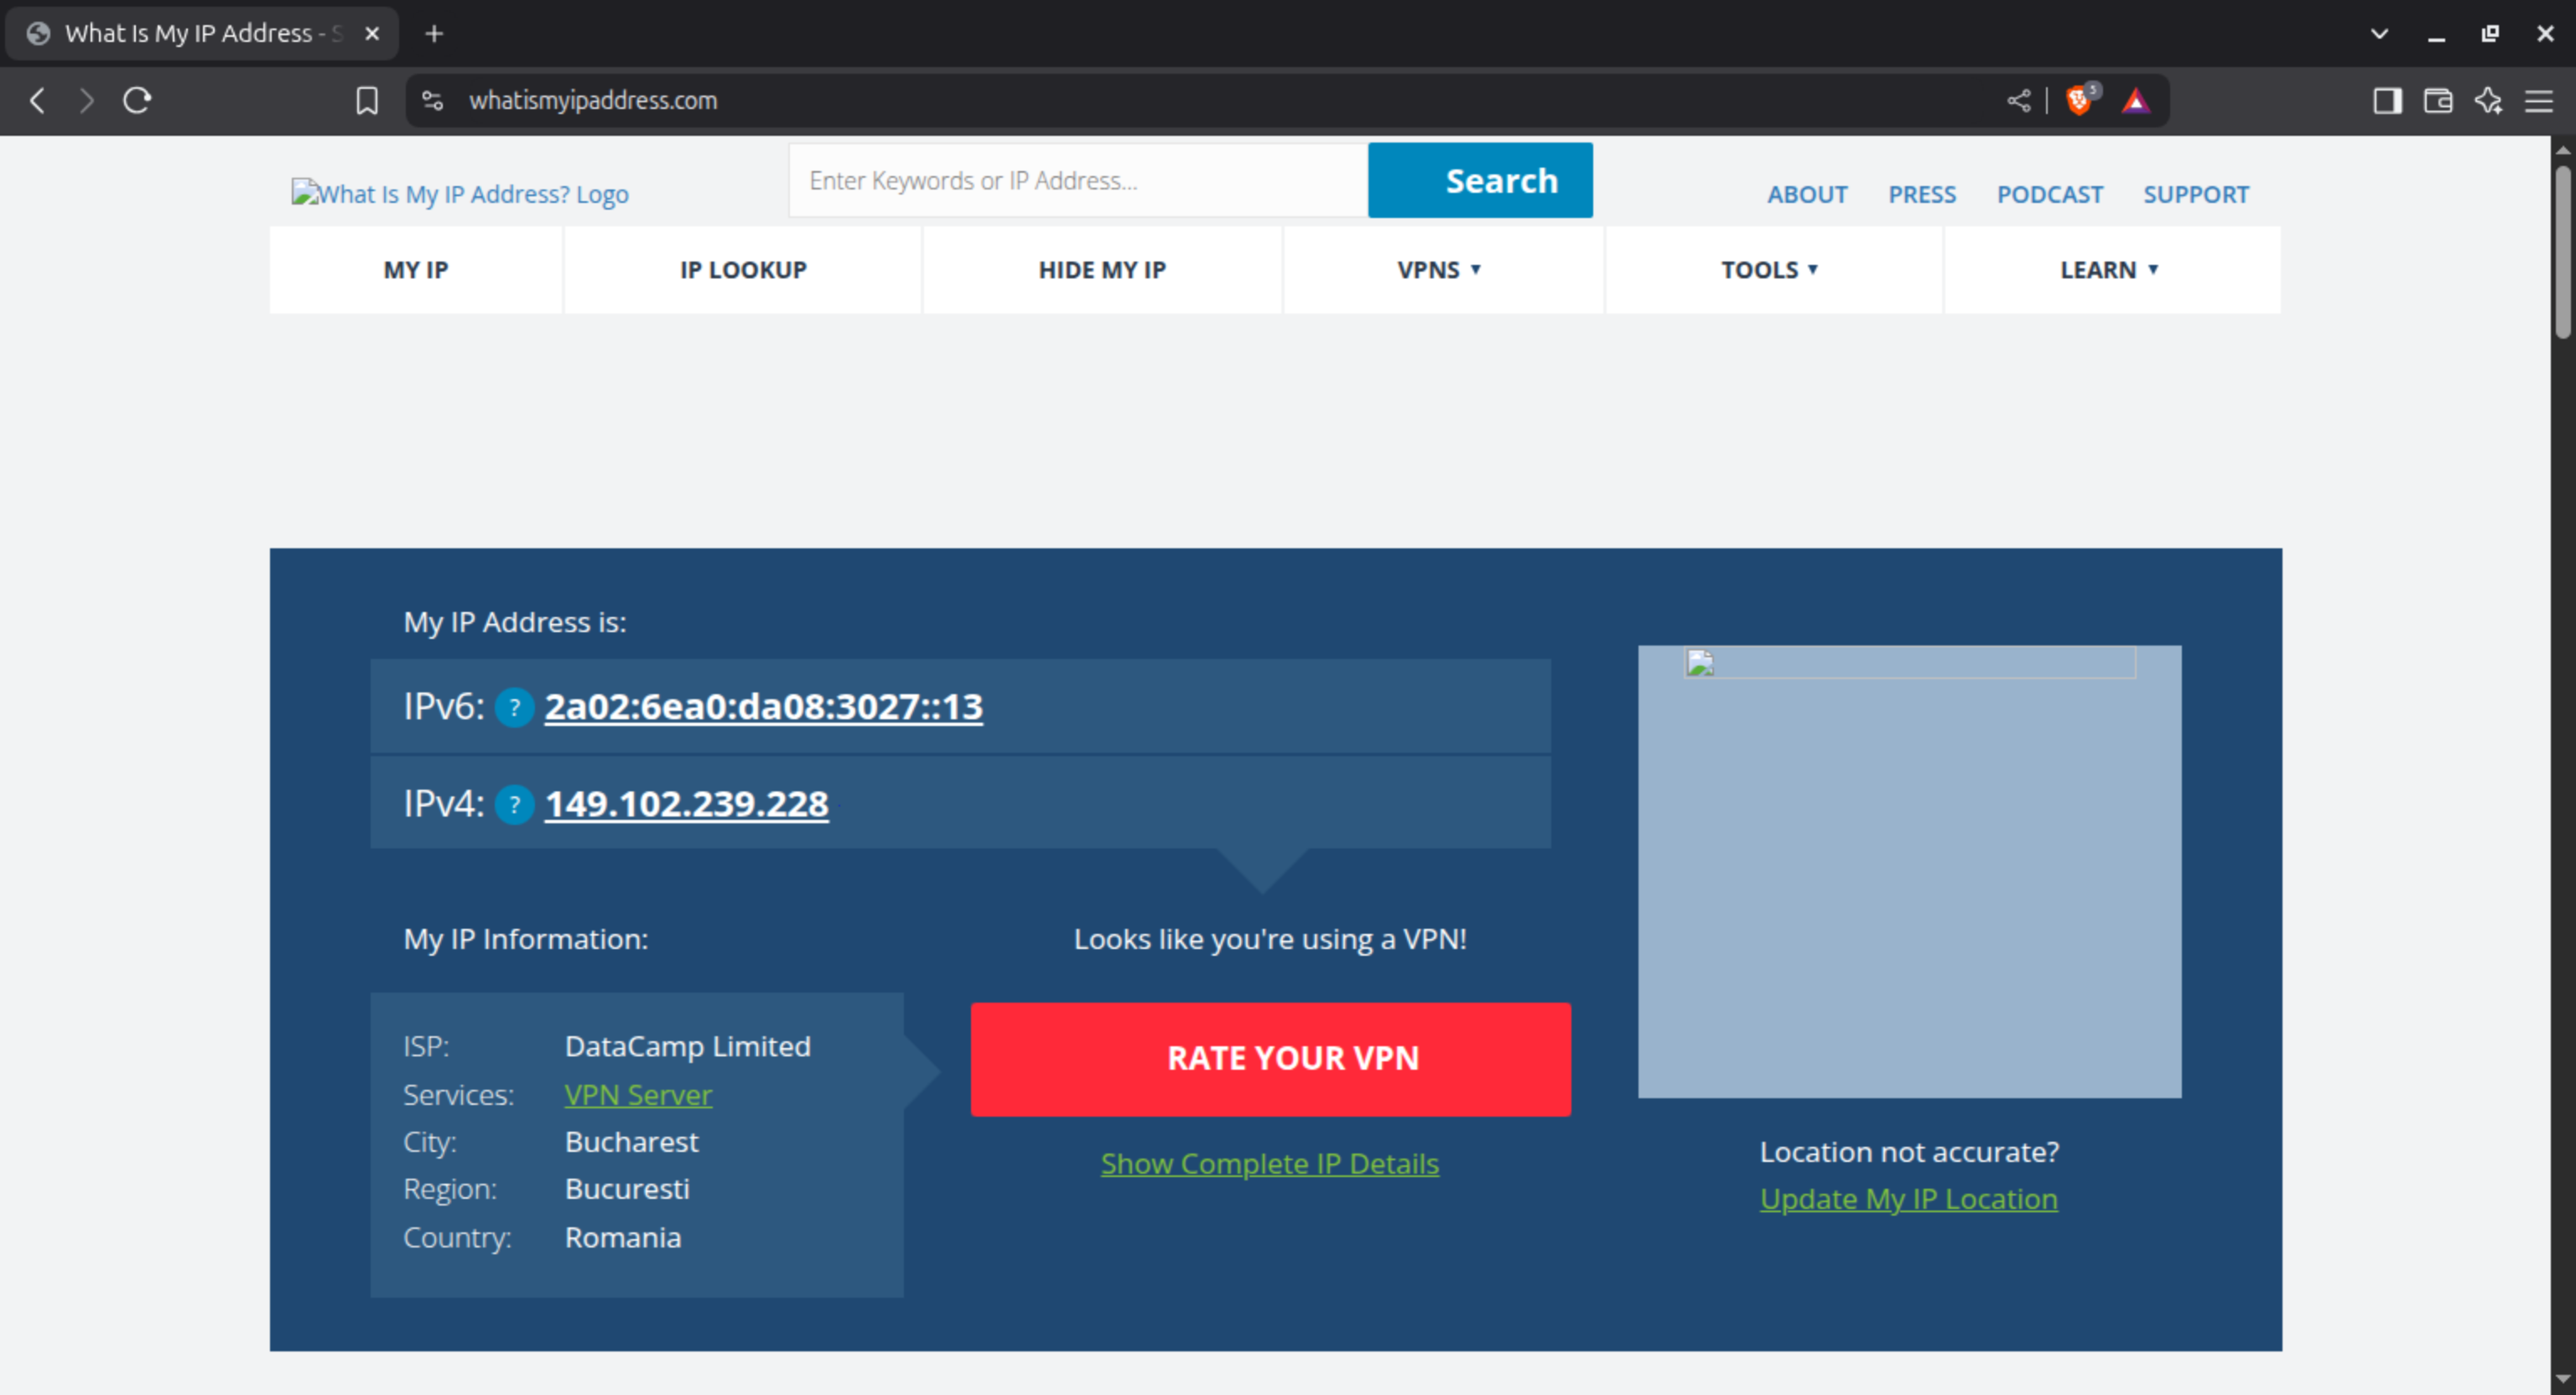 What Is My IP Address - S
whatismyipaddress.com
5
What Is My IP Address? Logo
Enter Keywords or IP Address...
Search
ABOUT PRESS PODCAST SUPPORT
MY IP IP LOOKUP HIDE MY IP VPNS ▼ TOOLS ▼ LEARN ▼
My IP Address is:
IPv6: ? 2a02:6ea0:da08:3027::13
IPv4: ? 149.102.239.228
My IP Information:
ISP: DataCamp Limited
Services: VPN Server
City: Bucharest
Region: Bucuresti
Country: Romania
Looks like you're using a VPN!
RATE YOUR VPN
Show Complete IP Details
Location not accurate?
Update My IP Location